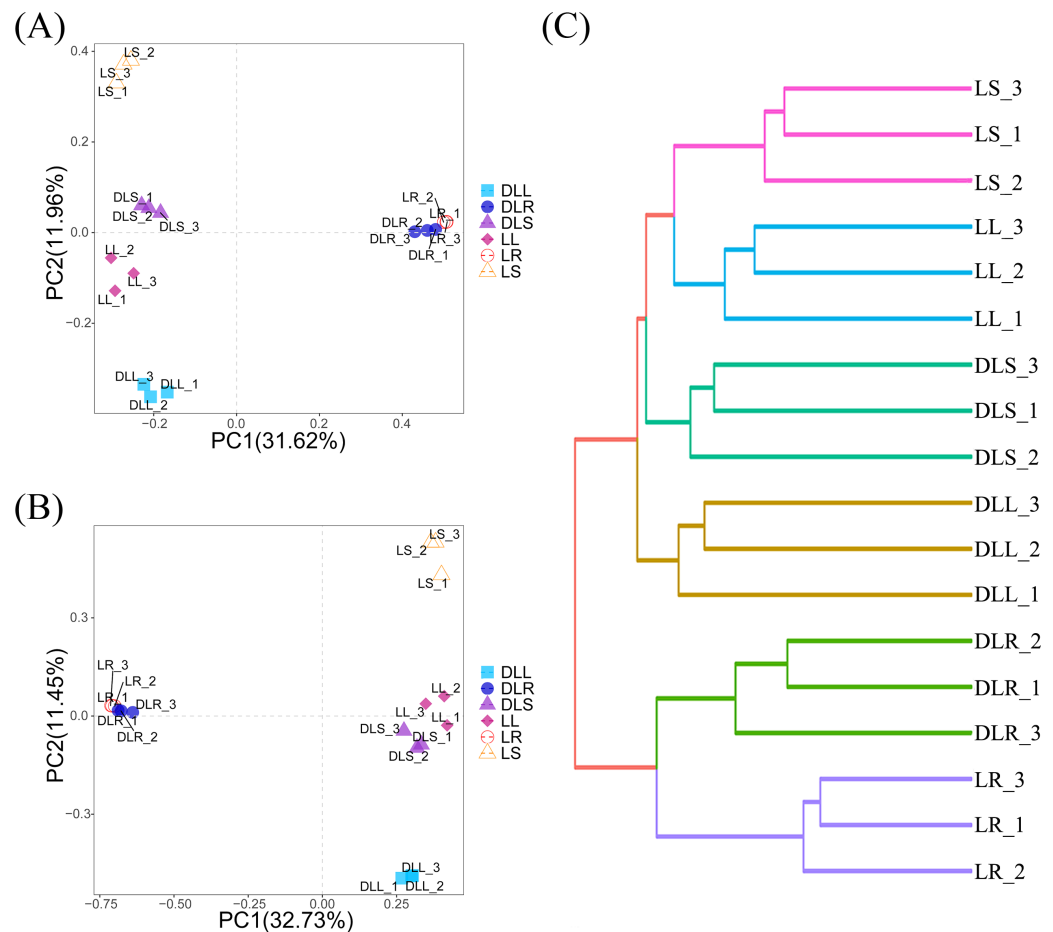 (A)
0.4
0.2
0.0
−0.2
PC2(11.96%)
LS_2
LS_3
LS_1
DLS_1
DLS_2
DLS_3
LL_2
LL_3
LL_1
DLL_3
DLL_1
DLL_2
LR_2
LR_1
DLR_2
DLR_3
LR_3
DLR_1
−0.2
0.0
0.2
0.4
PC1(31.62%)
DLL
DLR
DLS
LL
LR
LS
(B)
0.3
0.0
−0.3
PC2(11.45%)
LS_3
LS_2
LS_1
LR_3
LR_2
LR_1
DLR_3
DLR_1
DLR_2
LL_2
LL_3
LL_1
DLS_3
DLS_1
DLS_2
DLL_3
DLL_1
DLL_2
−0.75
−0.50
−0.25
0.00
0.25
PC1(32.73%)
DLL
DLR
DLS
LL
LR
LS
(C)
LS_3
LS_1
LS_2
LL_3
LL_2
LL_1
DLS_3
DLS_1
DLS_2
DLL_3
DLL_2
DLL_1
DLR_2
DLR_1
DLR_3
LR_3
LR_1
LR_2